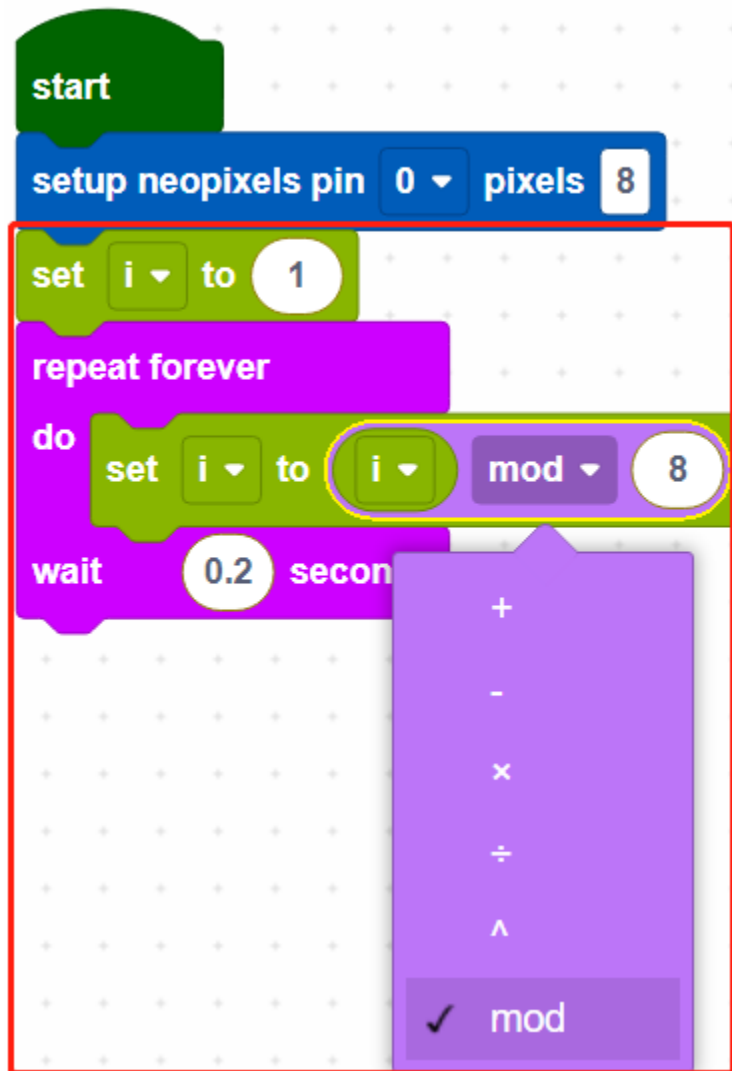 start
setup neopixels pin 0 pixels 8
set i to 1
repeat forever
do
set i to i mod 8
wait 0.2 secon
+
-
×
÷
^
✓ mod